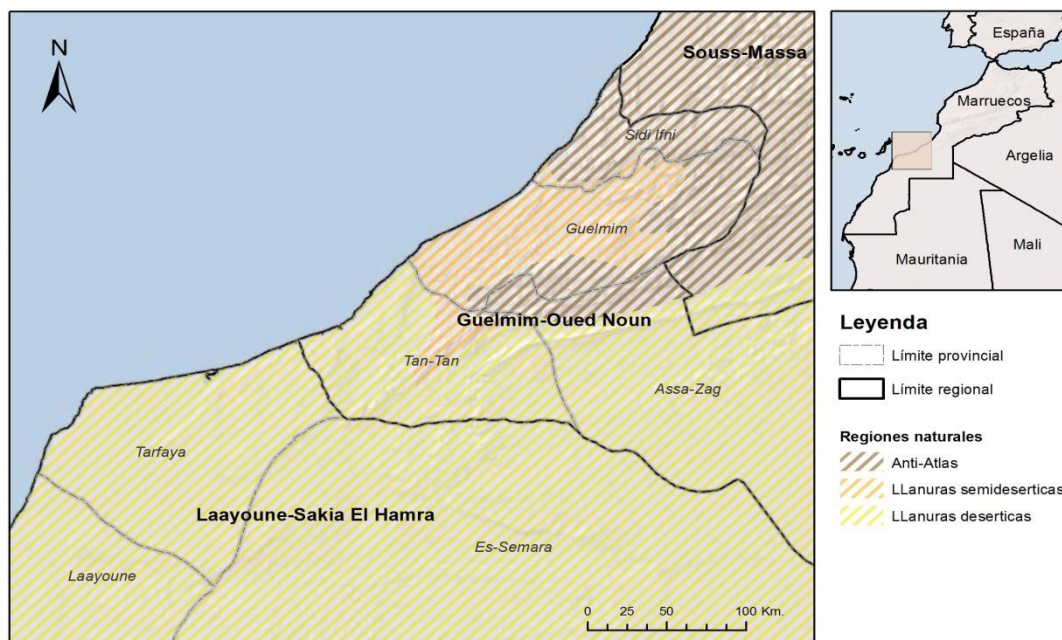 N
Souss-Massa
Sidi Ifni
Guelmim
Guelmim-Oued Noun
Tan-Tan
Assa-Zag
Tarfaya
Laayoune-Sakia El Hamra
Es-Semara
Laayoune
0 25 50 100 Km.
España
Marruecos
Argelia
Mauritania
Mali
Leyenda
Límite provincial
Límite regional
Regiones naturales
Anti-Atlas
LLanuras semideserticas
LLanuras deserticas